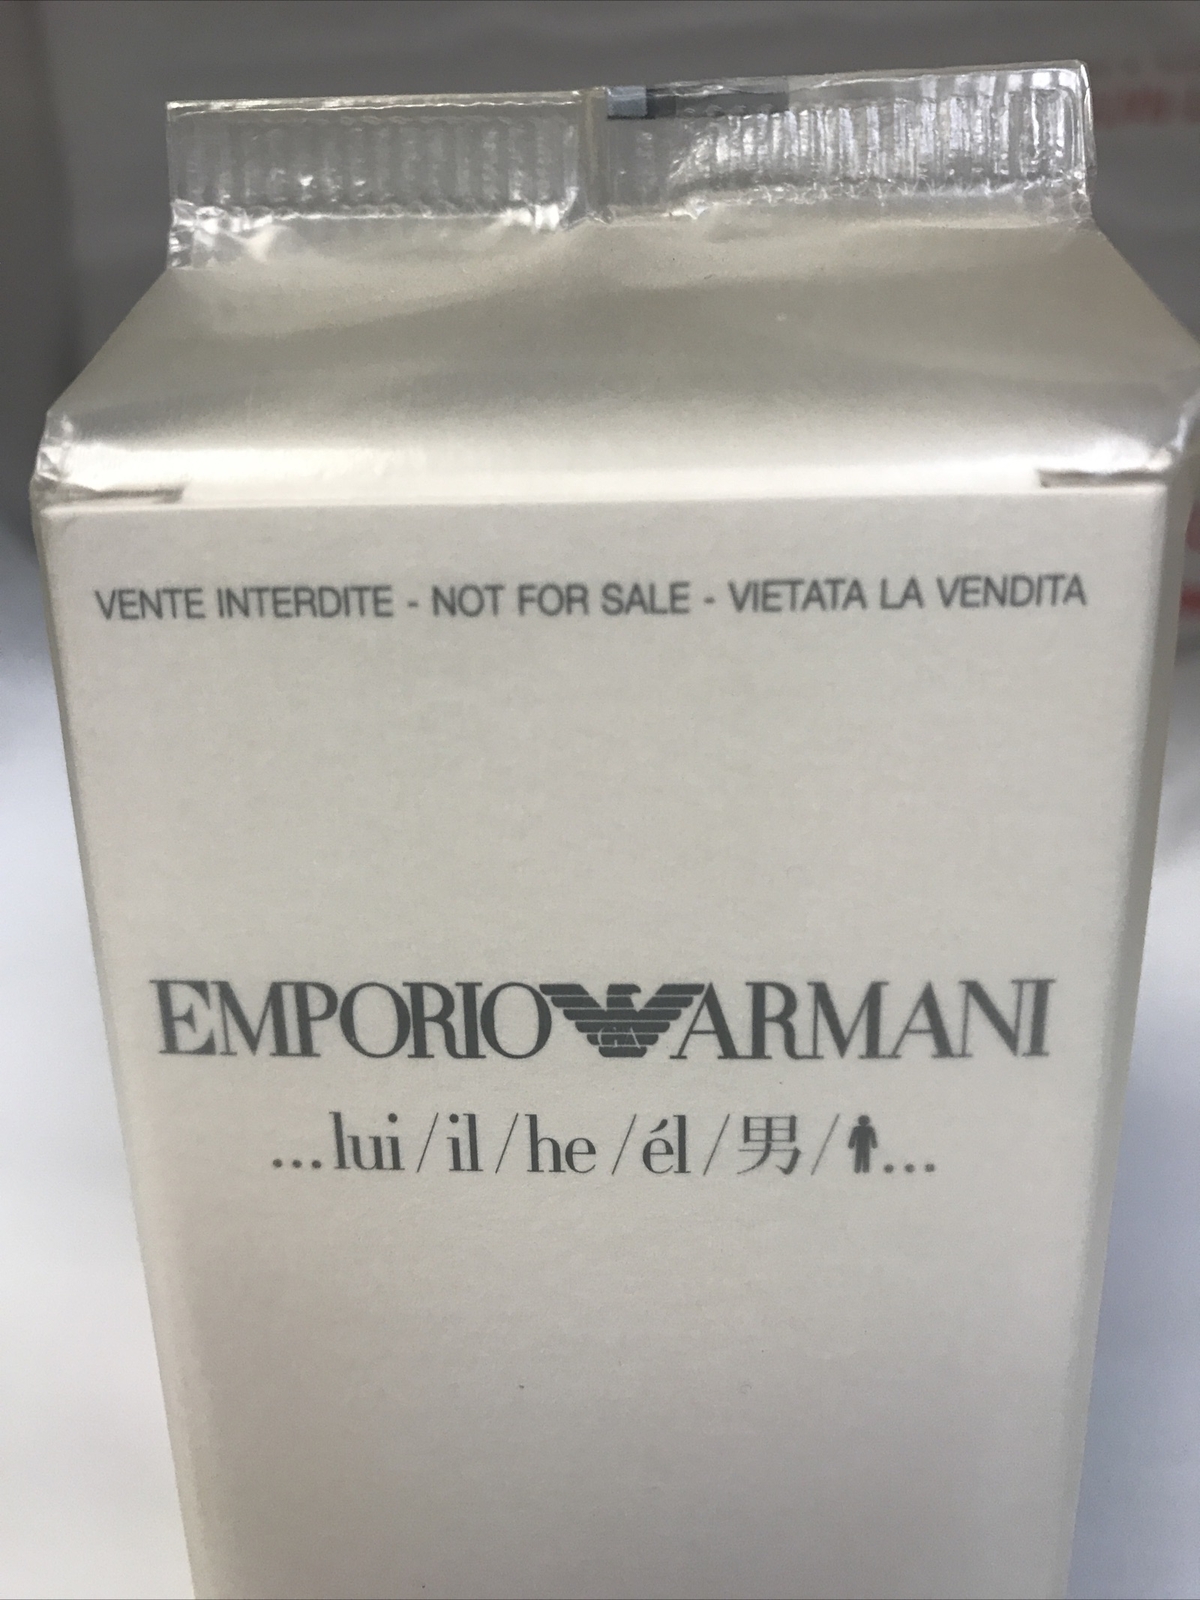 VENTE INTERDITE - NOT FOR SALE - VIETATA LA VENDITA
EMPORIO ARMANI
...lui/il/he/él/男/...